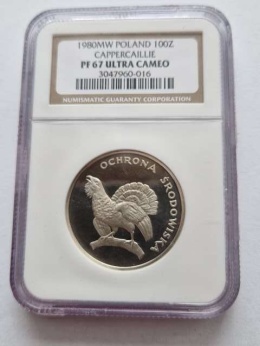 1980MW POLAND 100Z
CAPPERCAILLIE
PF 67 ULTRA CAMEO
3047960-016
NUMISMATIC GUARANTY CORPORATION
OCHRONA ŚRODOWISKA